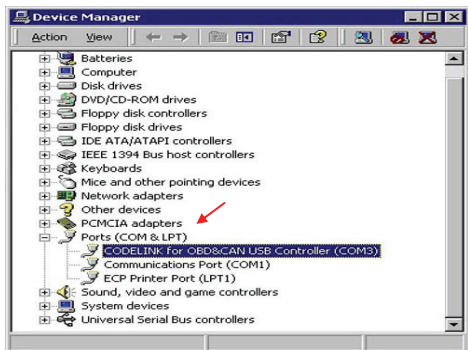 Device Manager
Action View
Batteries
Computer
Disk drives
DVD/CD-ROM drives
Floppy disk controllers
Floppy disk drives
IDE ATA/ATAPI controllers
IEEE 1394 Bus host controllers
Keyboards
Mice and other pointing devices
Network adapters
Other devices
PCMCIA adapters
Ports (COM & LPT)
CODELINK for OBD&CAN USB Controller (COM3)
Communications Port (COM1)
ECP Printer Port (LPT1)
Sound, video and game controllers
System devices
Universal Serial Bus controllers